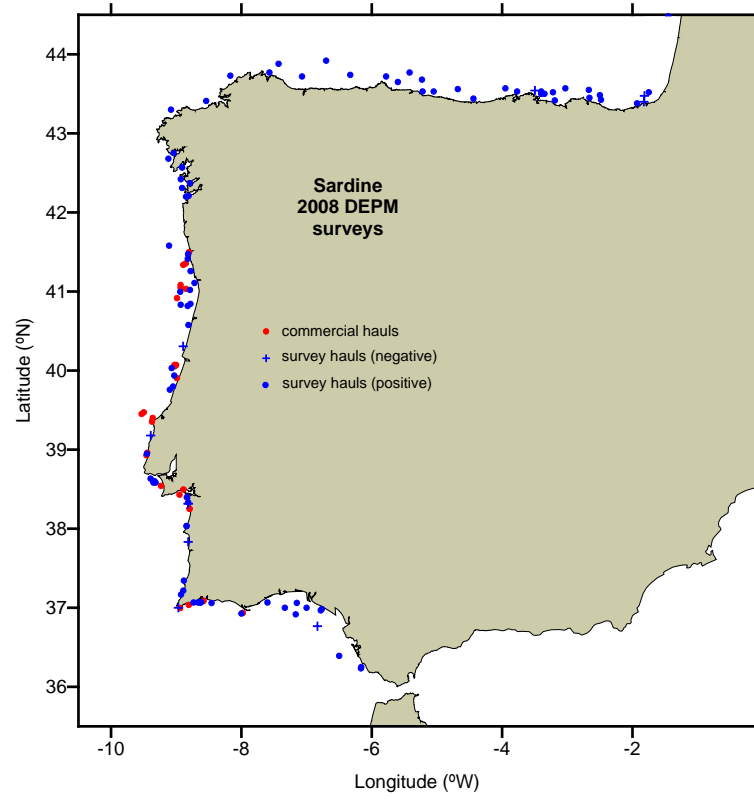 44
43
42
41
40
39
38
37
36
Latitude (ºN)
Sardine
2008 DEPM
surveys
commercial hauls
survey hauls (negative)
survey hauls (positive)
-10 -8 -6 -4 -2
Longitude (ºW)